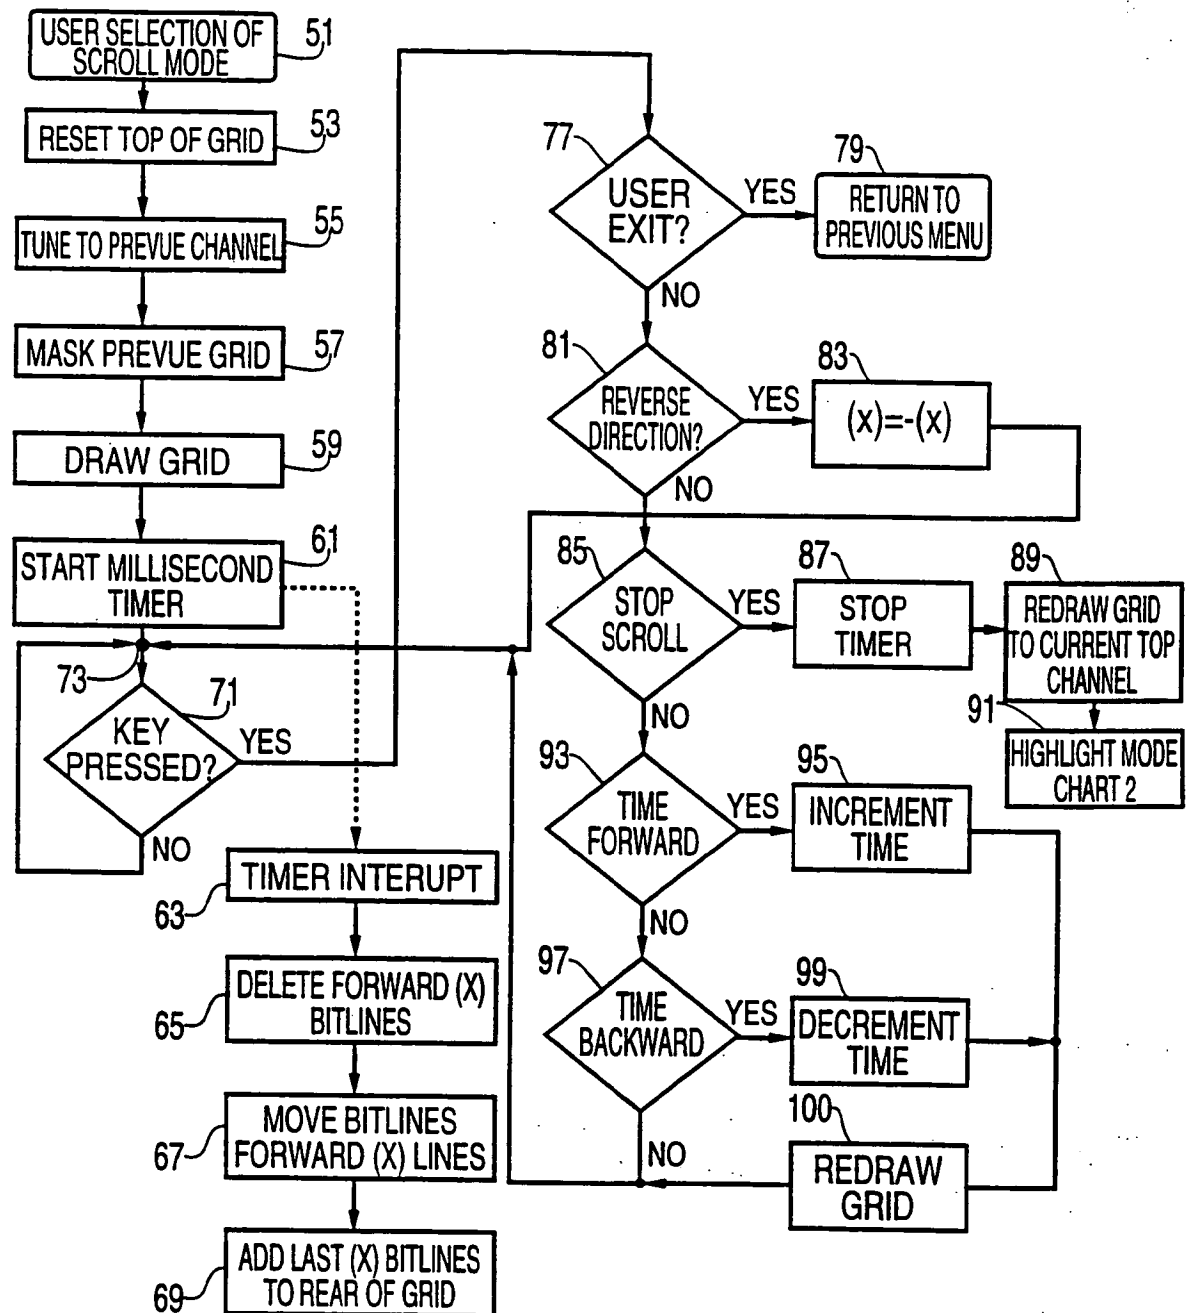 USER SELECTION OF
SCROLL MODE
51
RESET TOP OF GRID
53
TUNE TO PREVUE CHANNEL
55
MASK PREVUE GRID
57
DRAW GRID
59
START MILLISECOND
TIMER
61
73
KEY
PRESSED?
71
YES
NO
TIMER INTERUPT
63
DELETE FORWARD (X)
BITLINES
65
MOVE BITLINES
FORWARD (X) LINES
67
ADD LAST (X) BITLINES
TO REAR OF GRID
69
77
USER
EXIT?
YES
NO
79
RETURN TO
PREVIOUS MENU
81
REVERSE
DIRECTION?
YES
NO
83
(x)=-(x)
85
STOP
SCROLL
YES
NO
87
STOP
TIMER
89
REDRAW GRID
TO CURRENT TOP
CHANNEL
91
HIGHLIGHT MODE
CHART 2
93
TIME
FORWARD
YES
NO
95
INCREMENT
TIME
97
TIME
BACKWARD
YES
NO
99
DECREMENT
TIME
100
REDRAW
GRID